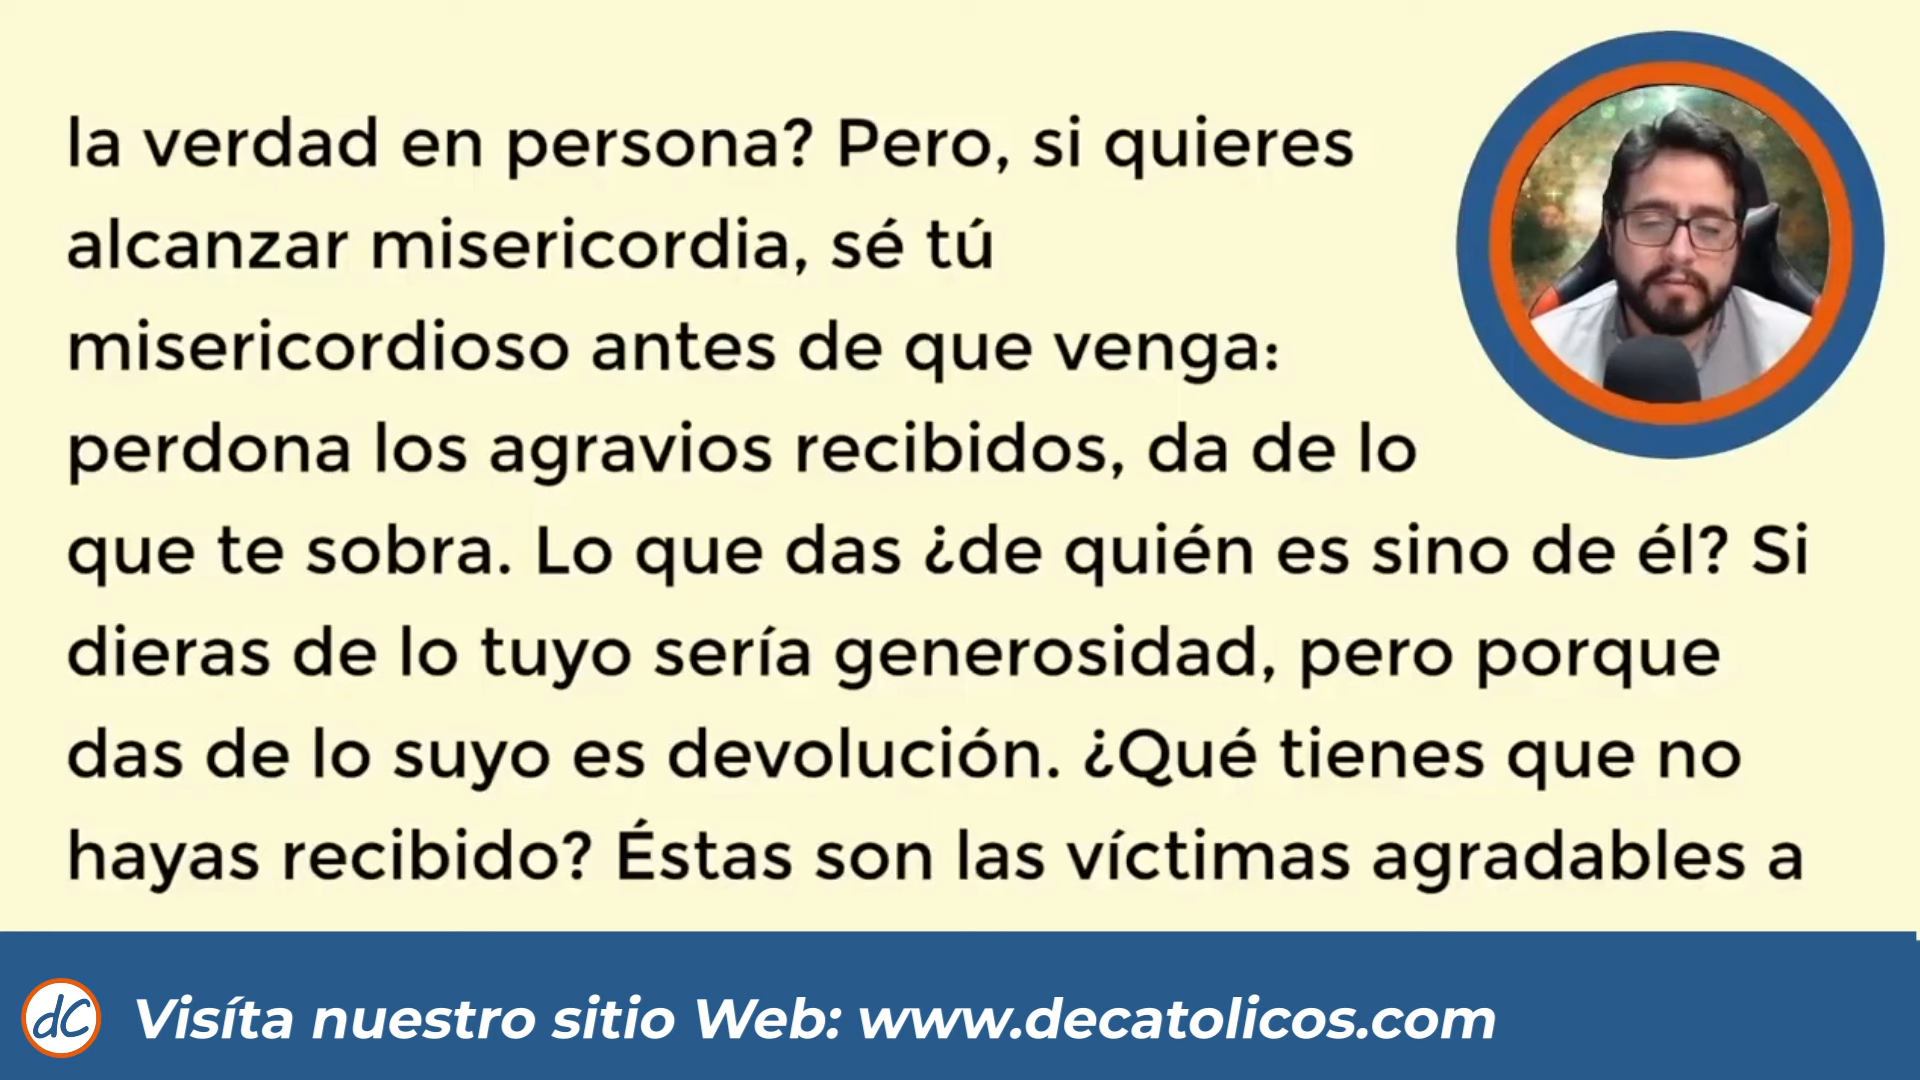 la verdad en persona? Pero, si quieres
alcanzar misericordia, sé tú
misericordioso antes de que venga:
perdona los agravios recibidos, da de lo
que te sobra. Lo que das ¿de quién es sino de él? Si
dieras de lo tuyo sería generosidad, pero porque
das de lo suyo es devolución. ¿Qué tienes que no
hayas recibido? Éstas son las víctimas agradables a
dC Visíta nuestro sitio Web: www.decatolicos.com